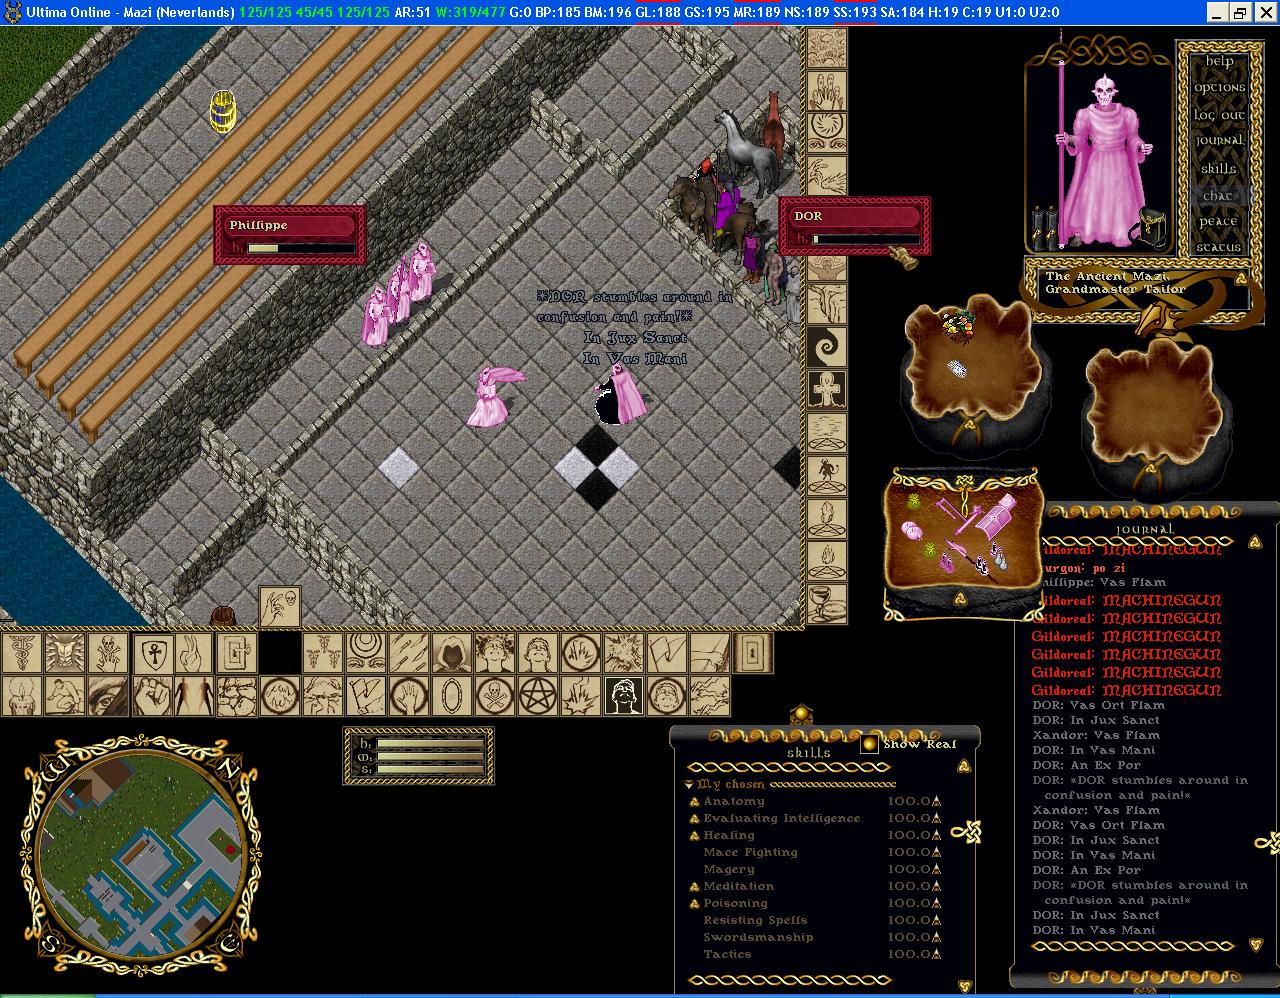 Ultima Online - Mazi (Neverlands) 125/125 45/45 125/125 AR:51 W:319/477 G:0 BP:185 BM:196 GL:188 GS:195 MR:189 NS:189 SS:193 SA:184 H:19 C:19 U1:0 U2:0
Phillippe
h:
DOR
h:
*DOR stumbles around in
confusion and pain!*
In Jux Sanct
In Vas Mani
HELP
OPTIONS
LOG OUT
JOURNAL
SKILLS
CHAT
PEACE
STATUS
The Ancient Mazi,
Grandmaster Tailor
W
N
S
E
h:
m:
s:
SKILLS
Show Real
My chosen
Anatomy 100.0
Evaluating Intelligence 100.0
Healing 100.0
Mace Fighting 100.0
Magery 100.0
Meditation 100.0
Poisoning 100.0
Resisting Spells 100.0
Swordsmanship 100.0
Tactics 100.0
JOURNAL
ildoreal: MACHINEGUN
urgon: po zi
hillippe: Vas Flam
ildoreal: MACHINEGUN
ildoreal: MACHINEGUN
Gildoreal: MACHINEGUN
Gildoreal: MACHINEGUN
Gildoreal: MACHINEGUN
Gildoreal: MACHINEGUN
DOR: Vas Ort Flam
DOR: In Jux Sanct
Xandor: Vas Flam
DOR: In Vas Mani
DOR: An Ex Por
DOR: *DOR stumbles around in
confusion and pain!*
Xandor: Vas Flam
DOR: Vas Ort Flam
DOR: In Jux Sanct
DOR: In Vas Mani
DOR: An Ex Por
DOR: *DOR stumbles around in
confusion and pain!*
DOR: In Jux Sanct
DOR: In Vas Mani